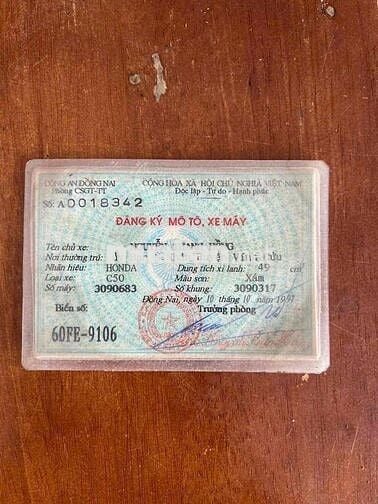 CÔNG AN ĐỒNG NAI
Phòng CSGT-TT
CỘNG HÒA XÃ HỘI CHỦ NGHĨA VIỆT NAM
Độc lập - Tự do - Hạnh phúc
Số: A0018342
ĐĂNG KÝ MÔ TÔ, XE MÁY
Tên chủ xe:
Nơi thường trú:
Nhãn hiệu: HONDA Dung tích xi lanh: 49 cm³
Loại xe: C50 Màu sơn: Xám
Số máy: 3090683 Số khung: 3090317
Đồng Nai, ngày 10 tháng 10 năm 1997
Biển số: Trưởng phòng
60FE-9106